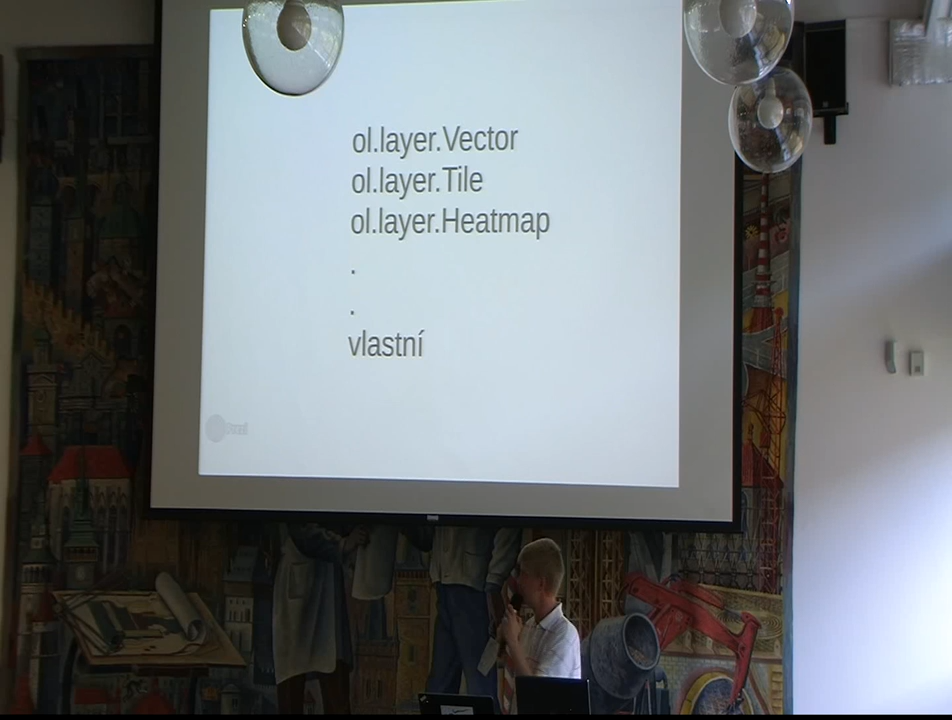 ol.layer.Vector
ol.layer.Tile
ol.layer.Heatmap
.
.
vlastní